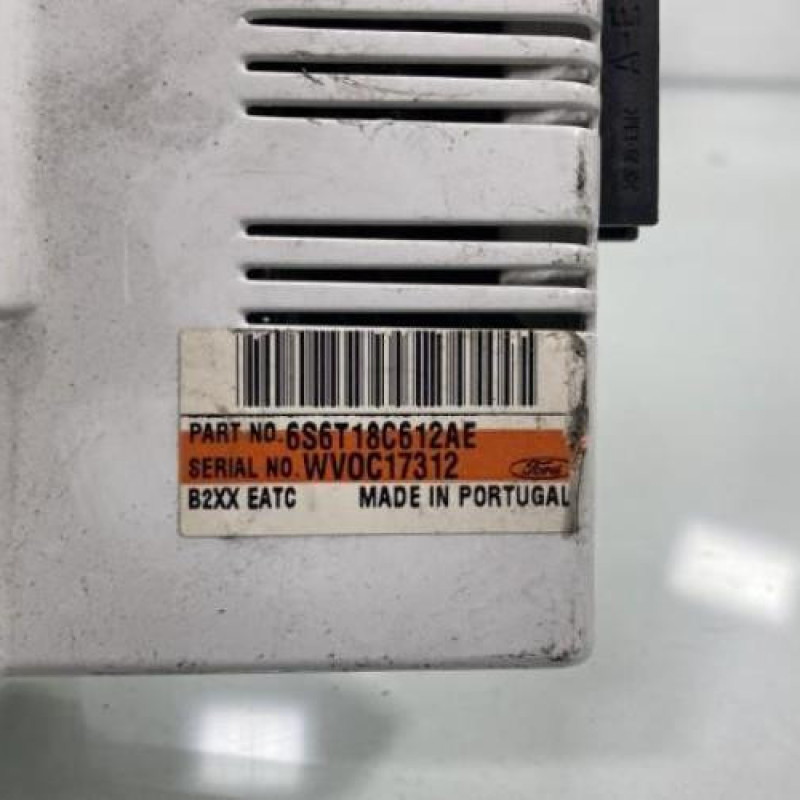 A-E
PART NO. 6S6T18C612AE
SERIAL NO. WV0C17312
Ford
B2XX EATC MADE IN PORTUGAL